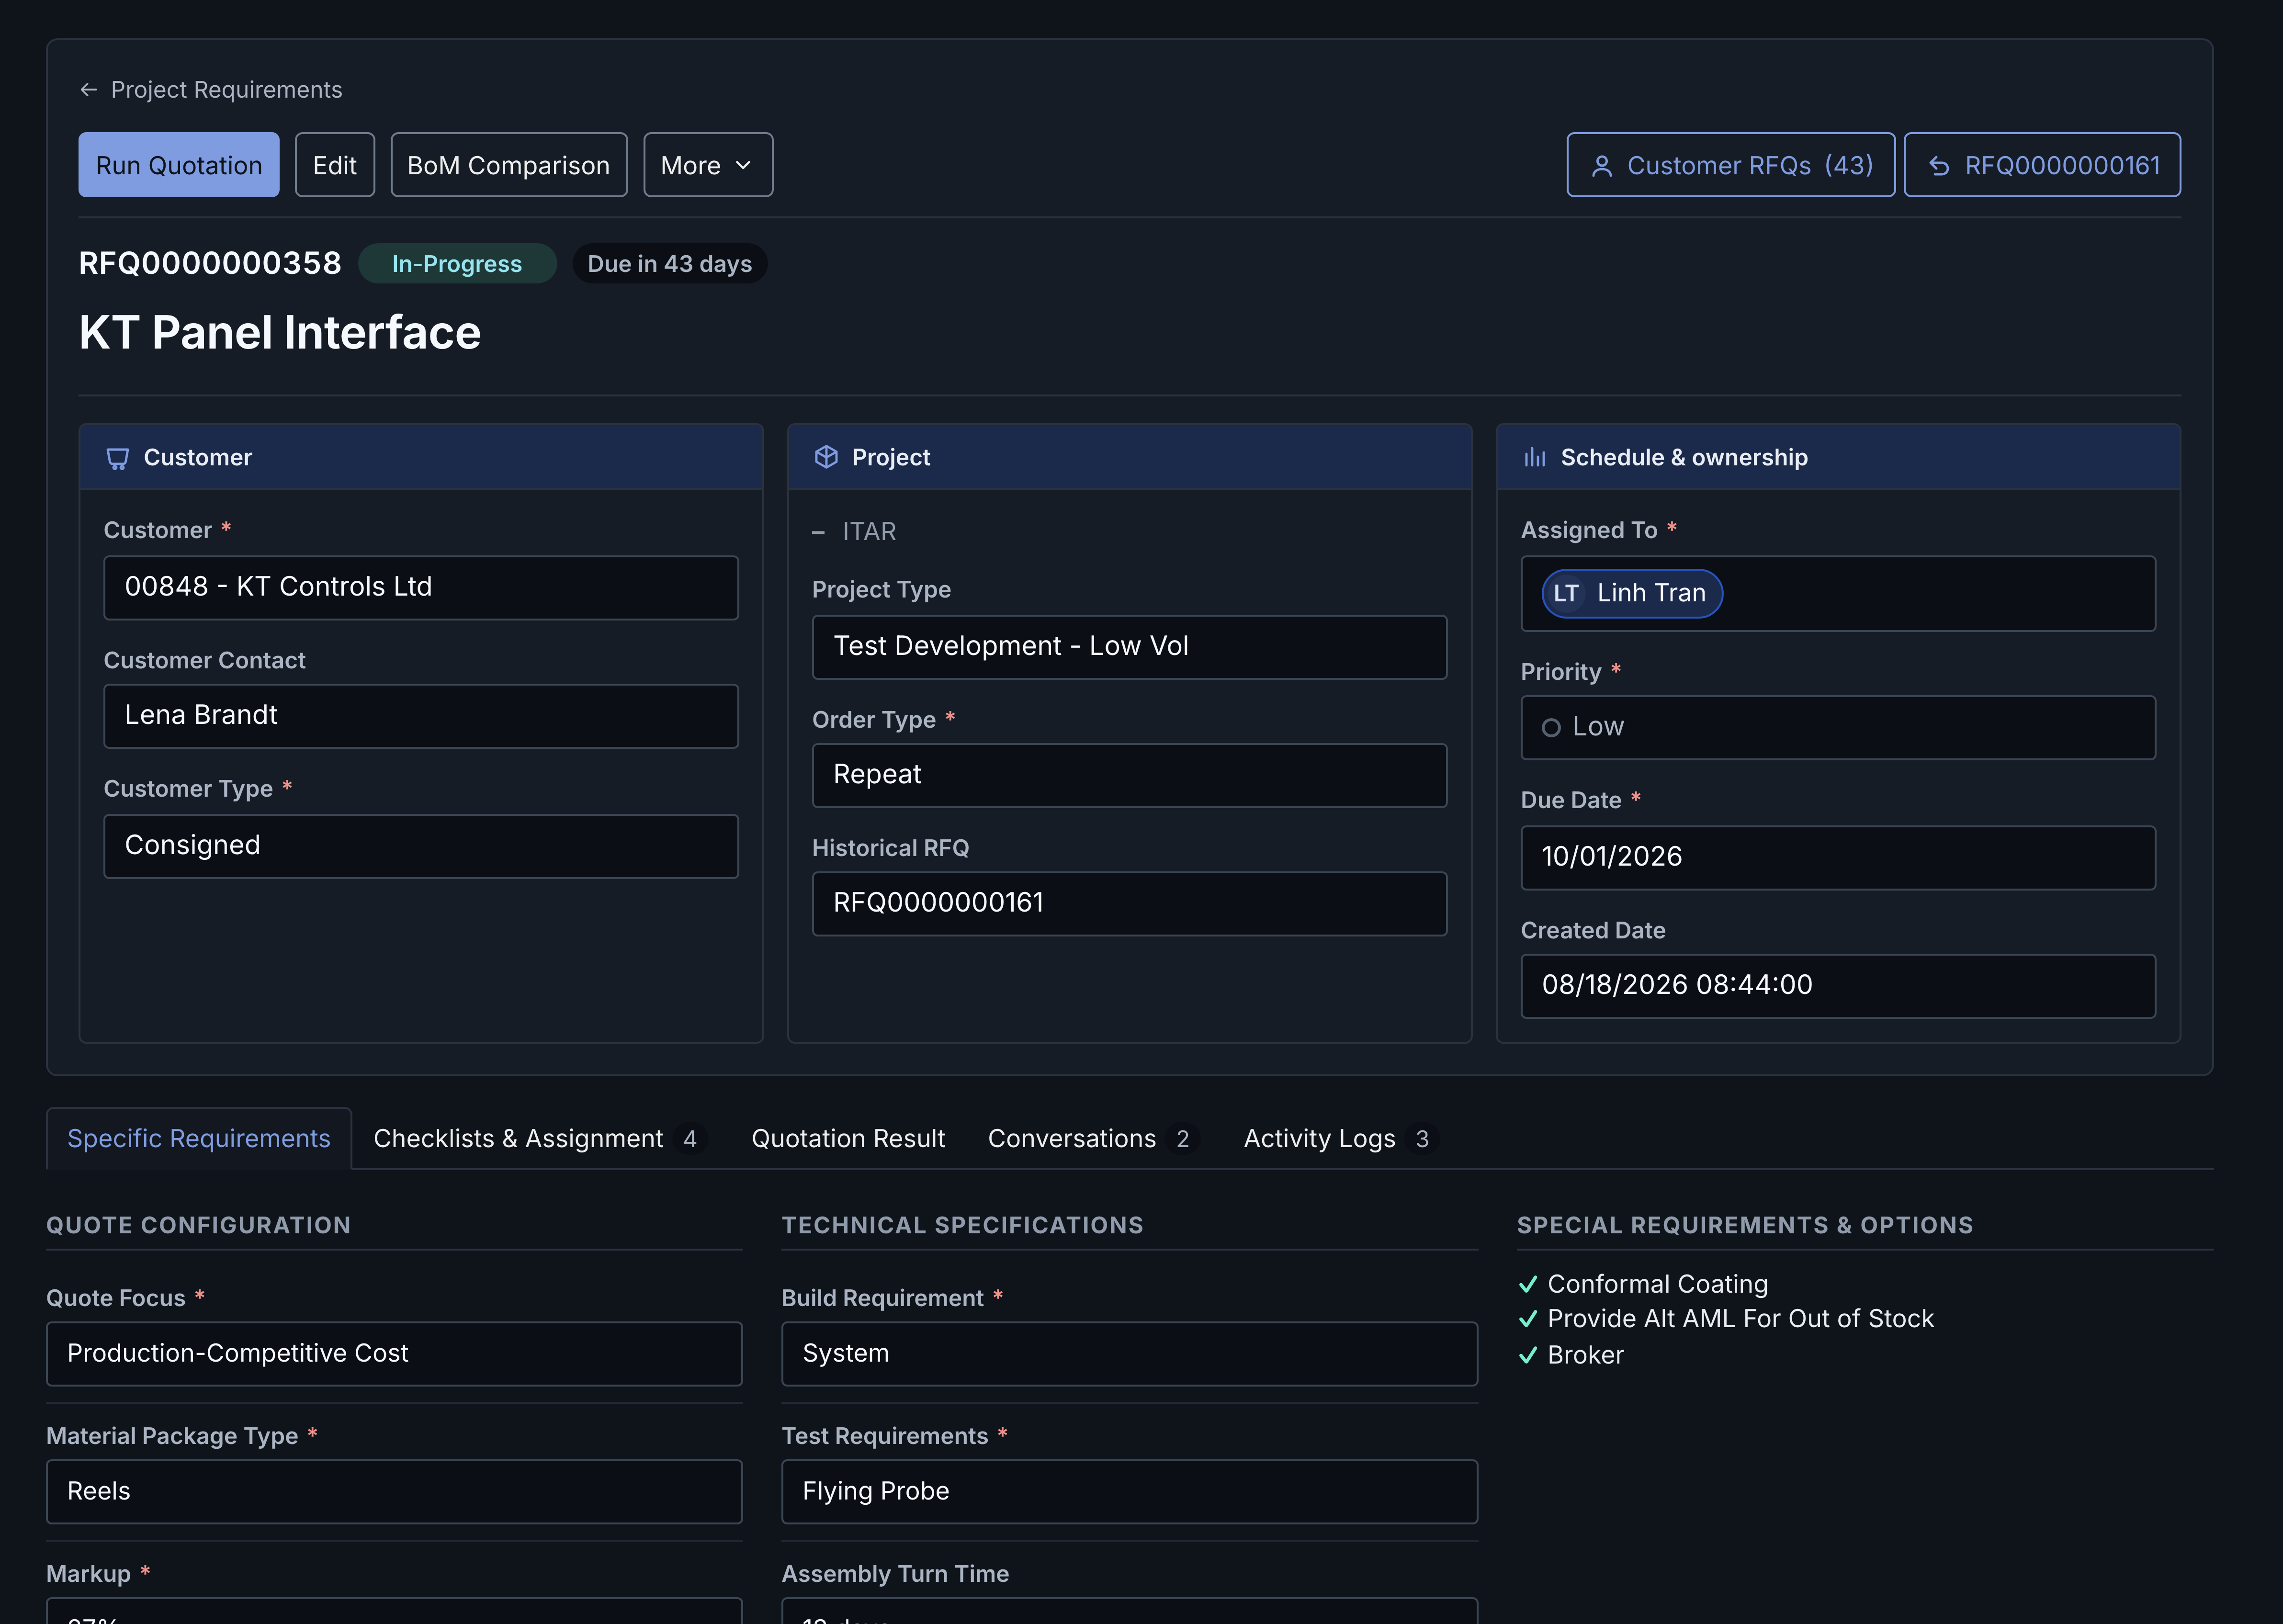 Project Requirements
Run Quotation
Edit
BoM Comparison
More
Customer RFQs (43)
RFQ0000000161
RFQ0000000358
In-Progress
Due in 43 days
KT Panel Interface
Customer
Customer *
00848 - KT Controls Ltd
Customer Contact
Lena Brandt
Customer Type *
Consigned
Project
– ITAR
Project Type
Test Development - Low Vol
Order Type *
Repeat
Historical RFQ
RFQ0000000161
Schedule & ownership
Assigned To *
LT Linh Tran
Priority *
Low
Due Date *
10/01/2026
Created Date
08/18/2026 08:44:00
Specific Requirements
Checklists & Assignment 4
Quotation Result
Conversations 2
Activity Logs 3
QUOTE CONFIGURATION
Quote Focus *
Production-Competitive Cost
Material Package Type *
Reels
Markup *
TECHNICAL SPECIFICATIONS
Build Requirement *
System
Test Requirements *
Flying Probe
Assembly Turn Time
SPECIAL REQUIREMENTS & OPTIONS
Conformal Coating
Provide Alt AML For Out of Stock
Broker